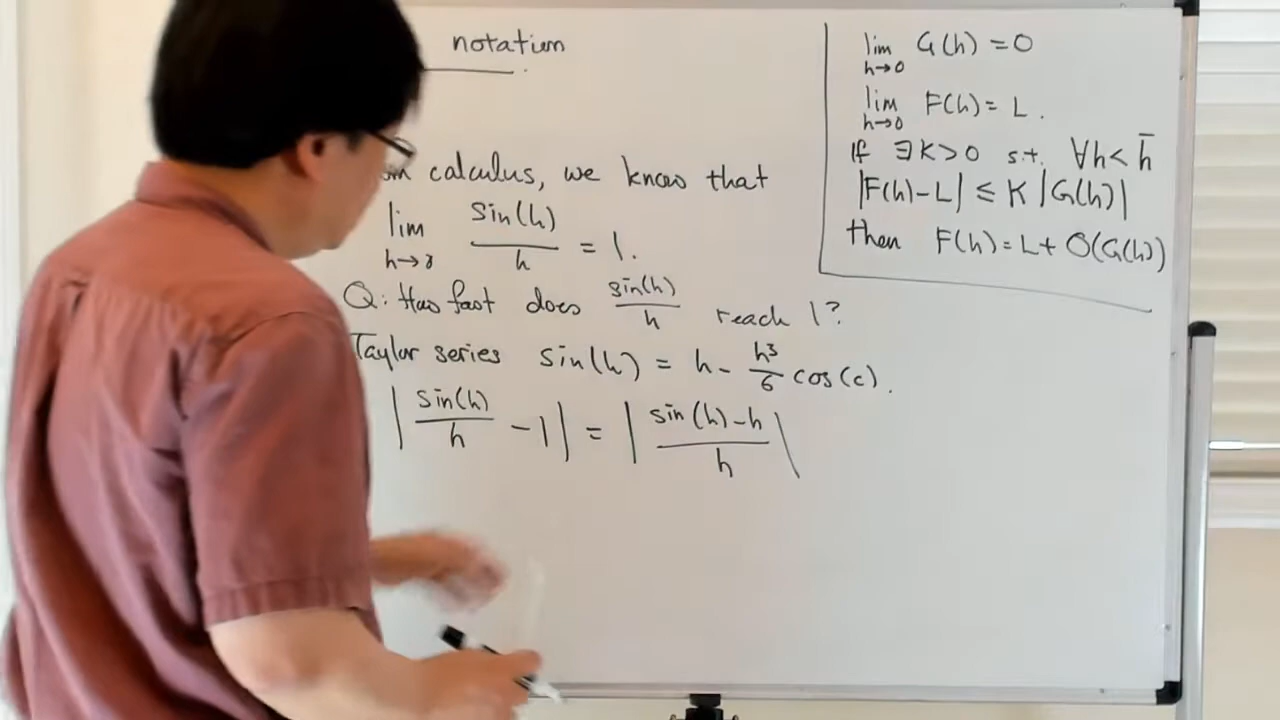 notation
calculus, we know that
lim h→0 sin(h)/h = 1.
Q: How fast does sin(h)/h reach 1?
Taylor series sin(h) = h - h³/6 cos(c).
|sin(h)/h - 1| = |sin(h)-h/h|
lim h→0 G(h) = 0
lim h→0 F(h) = L.
If ∃K>0 s.t. ∀h< h̄
|F(h)-L| ≤ K |G(h)|
then F(h) = L + O(G(h))